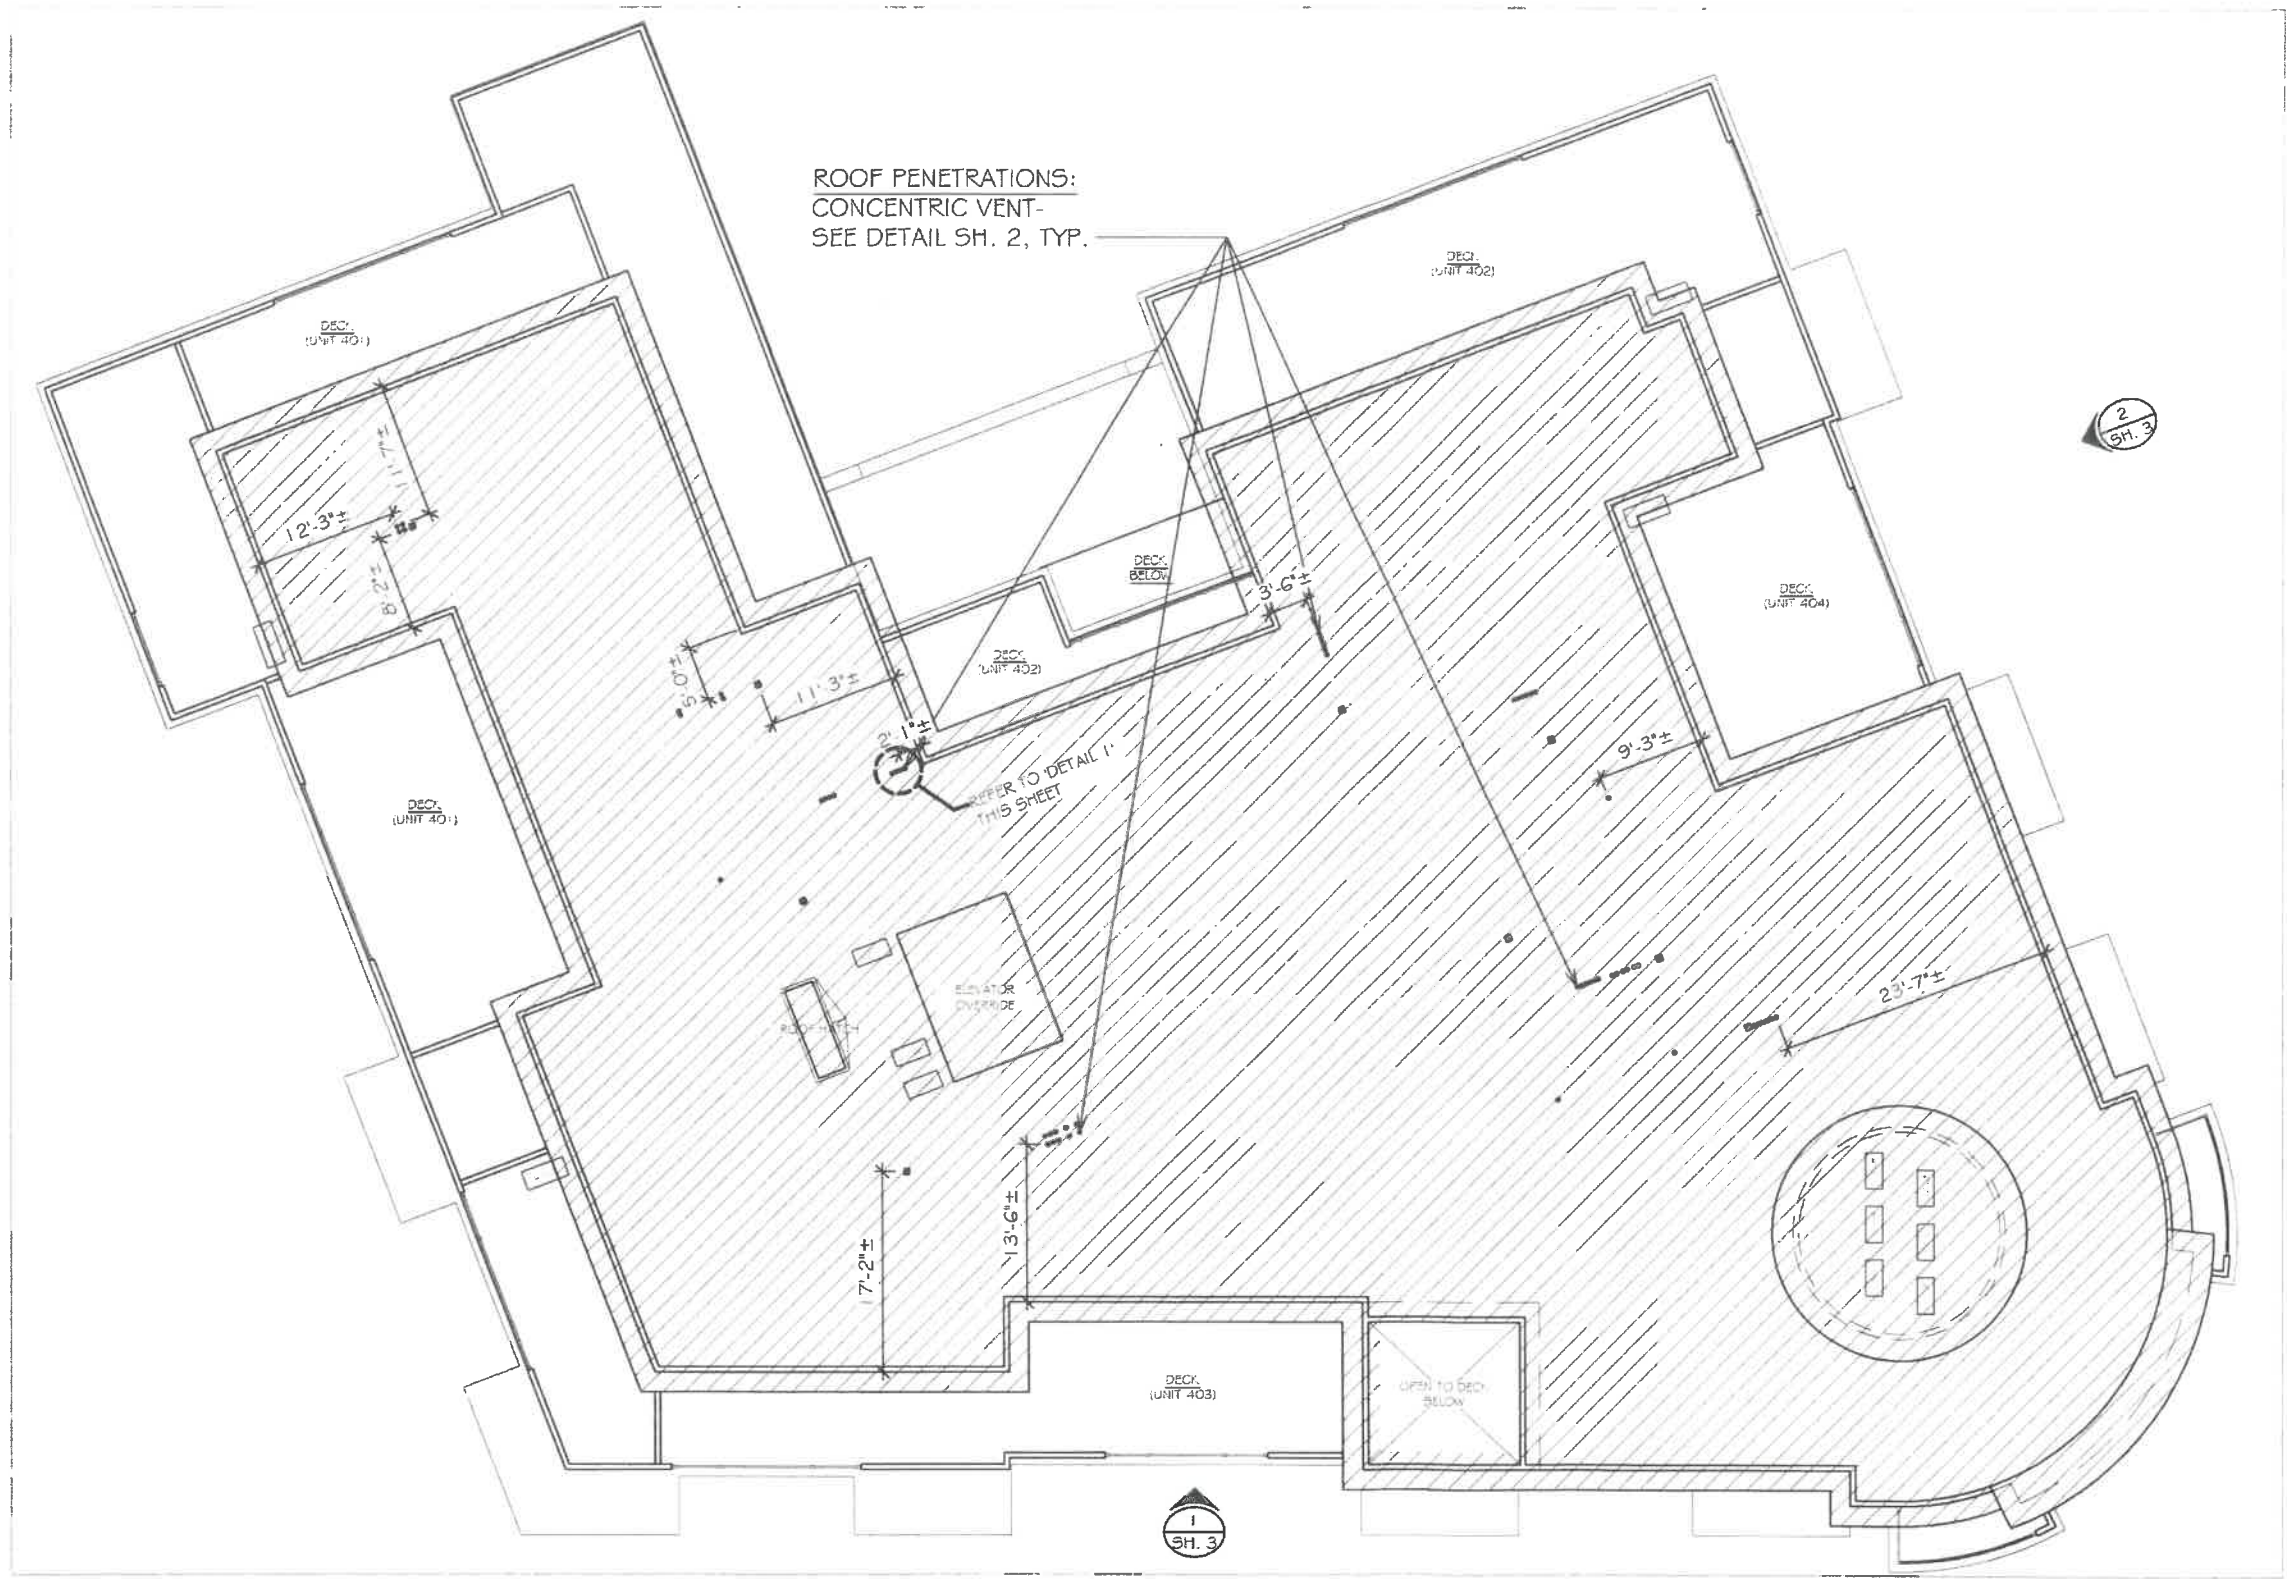 ROOF PENETRATIONS:
CONCENTRIC VENT-
SEE DETAIL SH. 2, TYP.
DECK
(UNIT 402)
DECK
(UNIT 401)
2
SH. 3
11'-7"±
12'-3"±
8'-2"±
DECK
BELOW
3'-6"±
DECK
(UNIT 404)
DECK
(UNIT 402)
5'-0"±
11'-3"±
2'-1"±
9'-3"±
REFER TO 'DETAIL 1'
THIS SHEET
DECK
(UNIT 401)
ELEVATOR
OVERRIDE
23'-7"±
ROOF HATCH
13'-6"±
17'-2"±
DECK
(UNIT 403)
OPEN TO DECK
BELOW
1
SH. 3